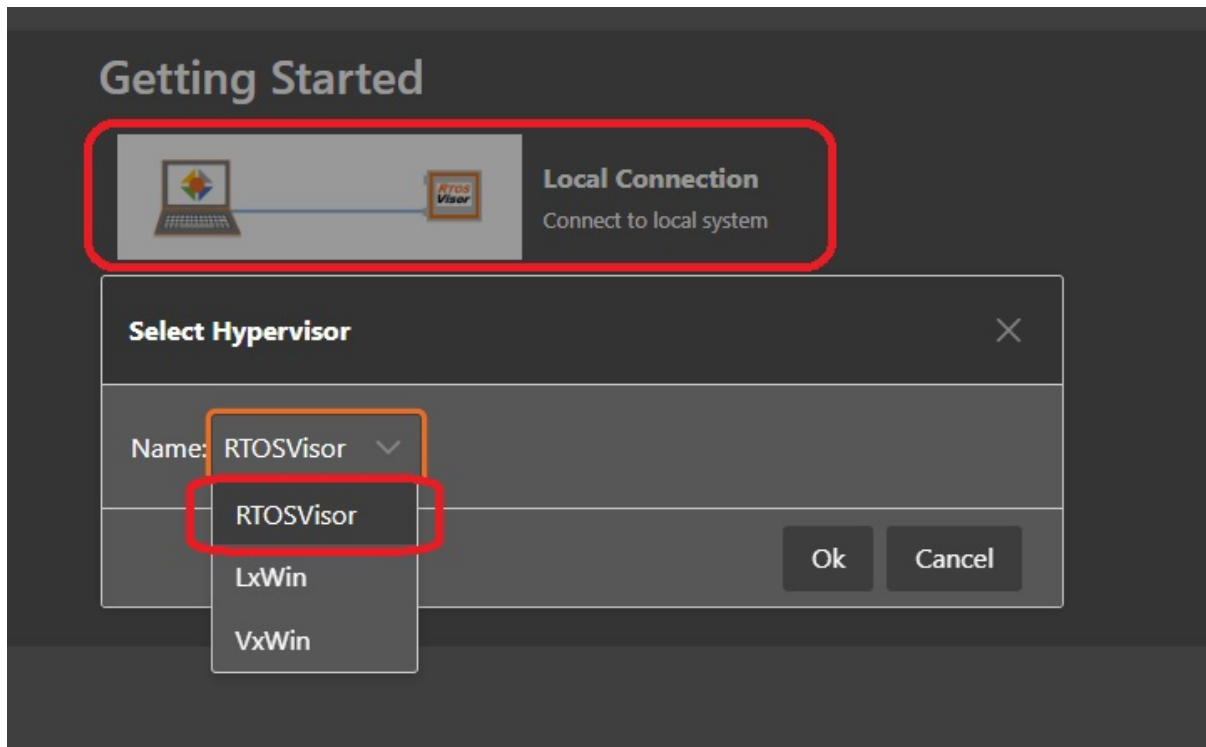 Getting Started
RTOS
Visor
Local Connection
Connect to local system
Select Hypervisor
Name: RTOSVisor
RTOSVisor
LxWin
VxWin
Ok Cancel